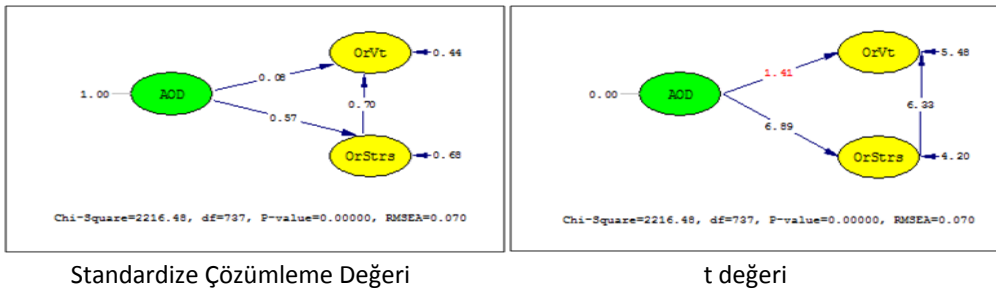 OrVt
0.44
0.08
1.00
AOD
0.70
0.57
OrStrs
0.68
Chi-Square=2216.48, df=737, P-value=0.00000, RMSEA=0.070
Standardize Çözümleme Değeri
OrVt
5.48
1.41
0.00
AOD
6.33
6.89
OrStrs
4.20
Chi-Square=2216.48, df=737, P-value=0.00000, RMSEA=0.070
t değeri